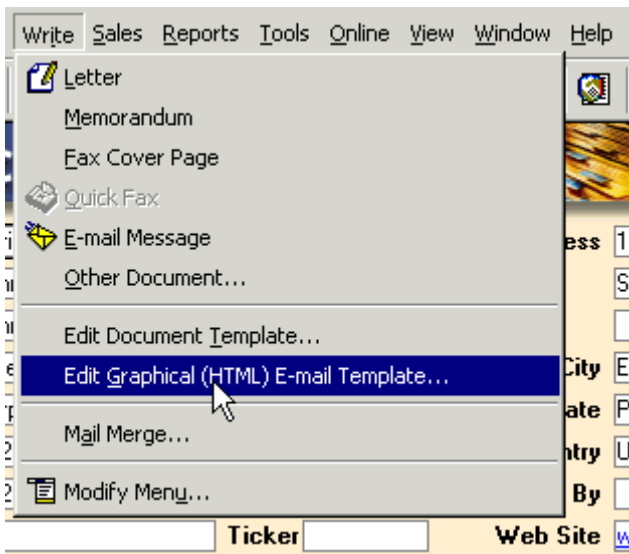 Write Sales Reports Tools Online View Window Help
Letter
Memorandum
Fax Cover Page
Quick Fax
E-mail Message
ess 1
Other Document...
S
Edit Document Template...
Edit Graphical (HTML) E-mail Template...
City E
ate P
Mail Merge...
ntry U
Modify Menu...
By
Ticker
Web Site w